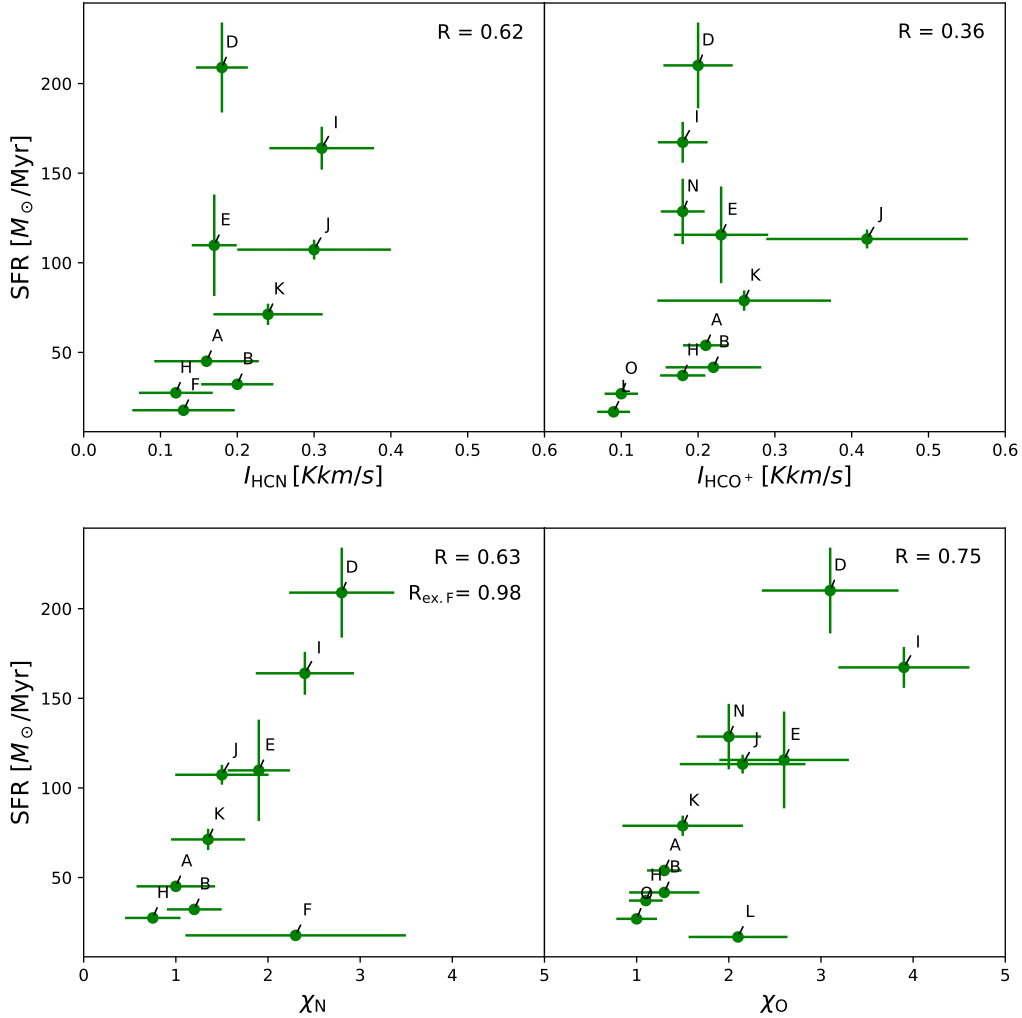 R = 0.62
D
I
E
J
K
A
B
H
F
200
150
100
50
SFR [M⊙/Myr]
0.0 0.1 0.2 0.3 0.4 0.5 0.6
I_HCN [Kkm/s]
R = 0.36
D
I
N
E
J
K
A
B
H
O
L
0.1 0.2 0.3 0.4 0.5 0.6
I_HCO+ [Kkm/s]
R = 0.63
R_ex. F = 0.98
D
I
J
E
K
A
B
H
F
200
150
100
50
SFR [M⊙/Myr]
0 1 2 3 4 5
χ_N
R = 0.75
D
I
N
J
E
K
A
B
H
O
L
1 2 3 4 5
χ_O